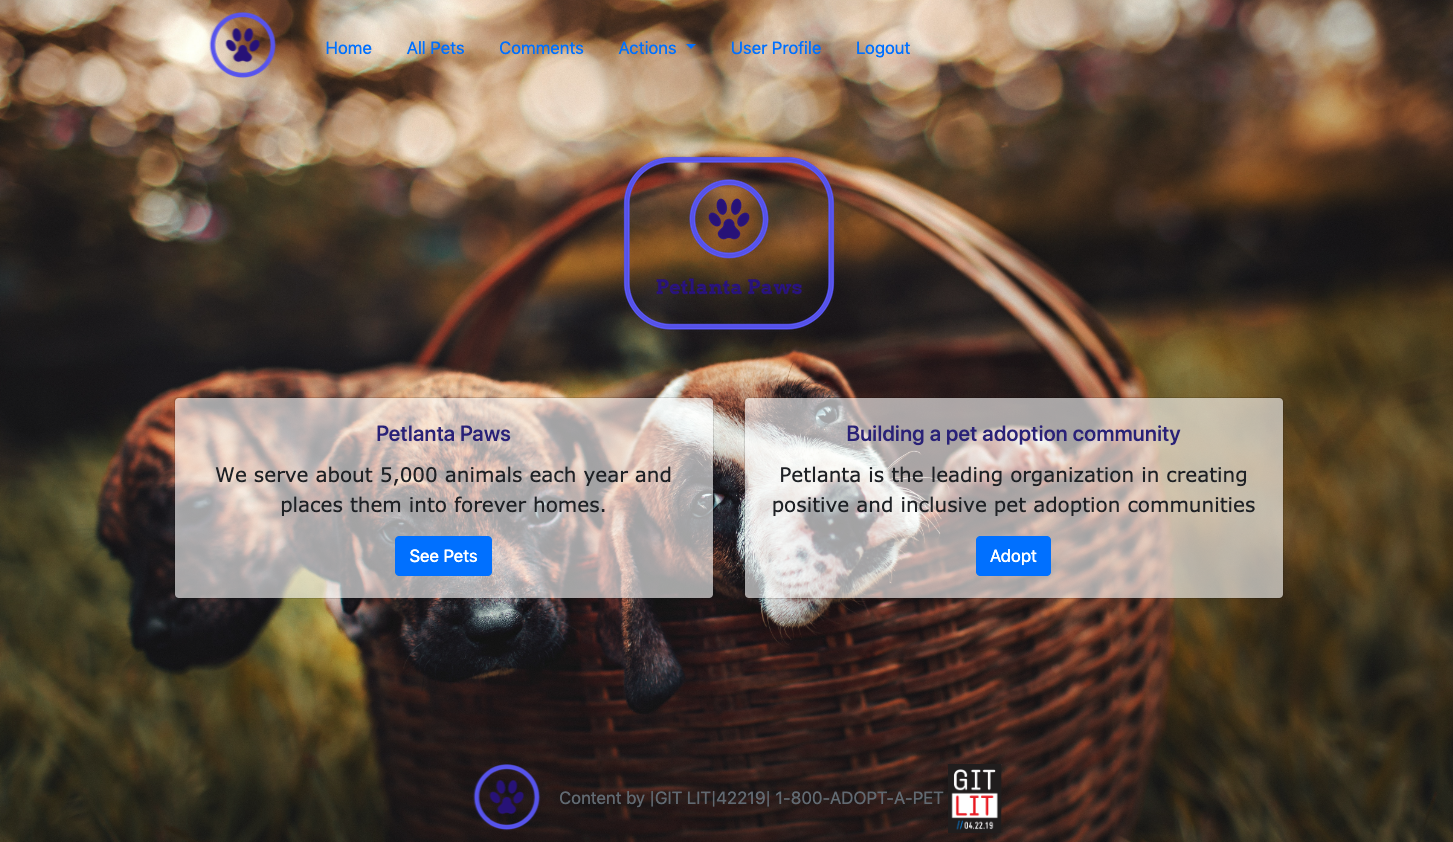 Home All Pets Comments Actions User Profile Logout
Petlanta Paws
Petlanta Paws
We serve about 5,000 animals each year and
places them into forever homes.
See Pets
Building a pet adoption community
Petlanta is the leading organization in creating
positive and inclusive pet adoption communities
Adopt
Content by |GIT LIT|42219| 1-800-ADOPT-A-PET
GIT
LIT
//04.22.19